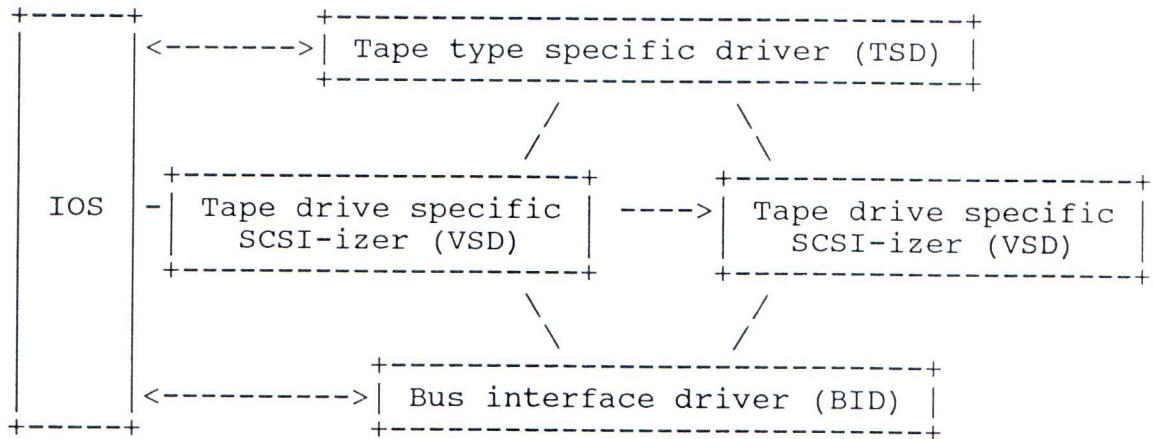 Tape type specific driver (TSD)
IOS
Tape drive specific
SCSI-izer (VSD)
Tape drive specific
SCSI-izer (VSD)
Bus interface driver (BID)